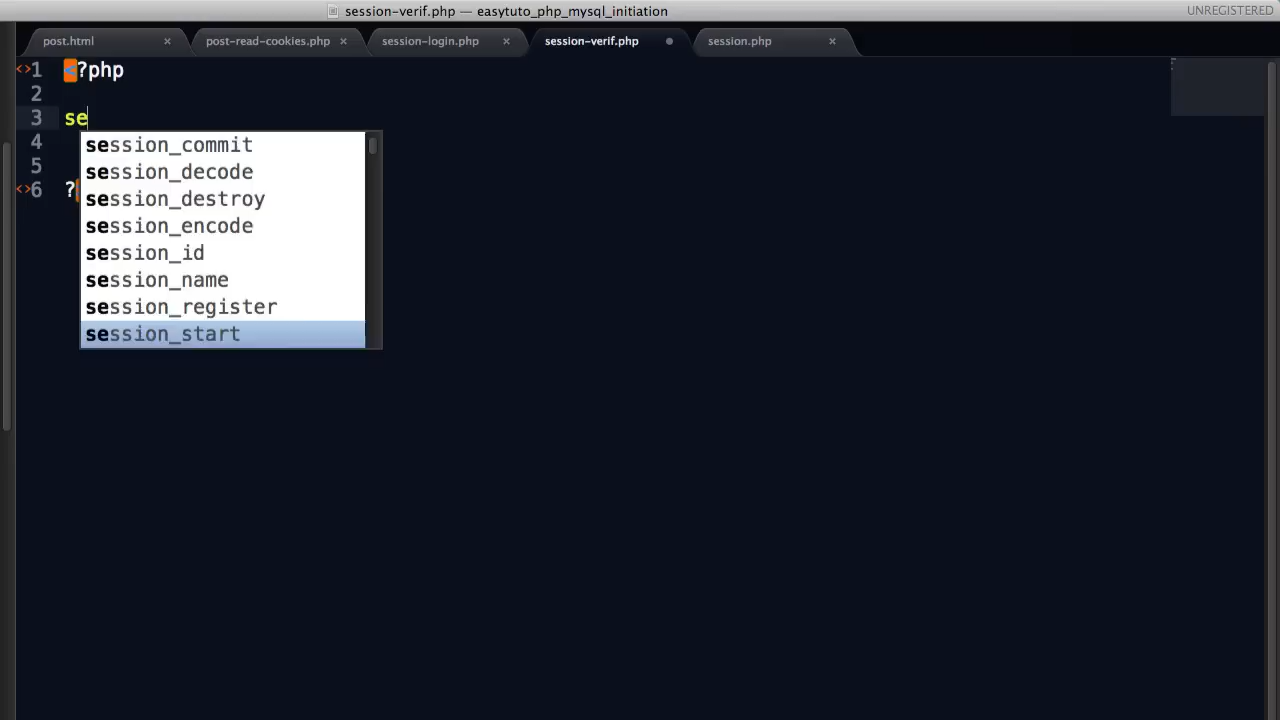 session-verif.php — easytuto_php_mysql_initiation
UNREGISTERED
post.html × post-read-cookies.php × session-login.php × session-verif.php session.php ×
<> 1 <?php
2
3 se
4
5
<> 6 ?
session_commit
session_decode
session_destroy
session_encode
session_id
session_name
session_register
session_start